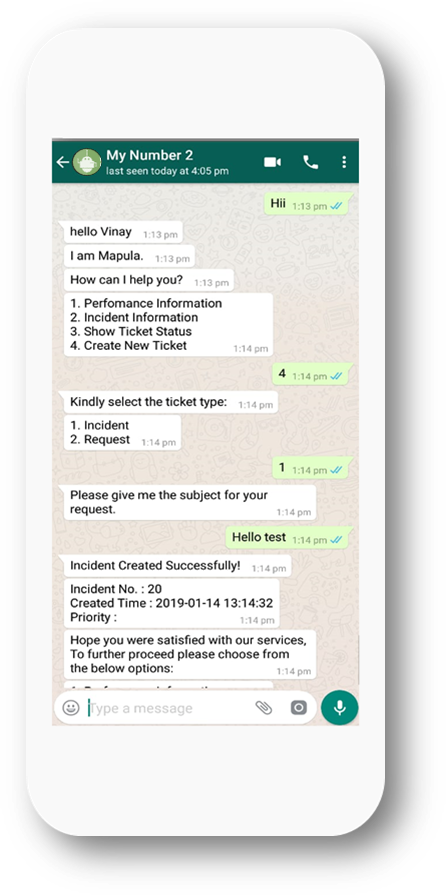 My Number 2
last seen today at 4:05 pm
Hii 1:13 pm
hello Vinay 1:13 pm
I am Mapula. 1:13 pm
How can I help you? 1:13 pm
1. Perfomance Information
2. Incident Information
3. Show Ticket Status
4. Create New Ticket 1:14 pm
4 1:14 pm
Kindly select the ticket type: 1:14 pm
1. Incident
2. Request 1:14 pm
1 1:14 pm
Please give me the subject for your
request. 1:14 pm
Hello test 1:14 pm
Incident Created Successfully! 1:14 pm
Incident No. : 20
Created Time : 2019-01-14 13:14:32
Priority : 1:14 pm
Hope you were satisfied with our services,
To further proceed please choose from
the below options: 1:14 pm
Type a message